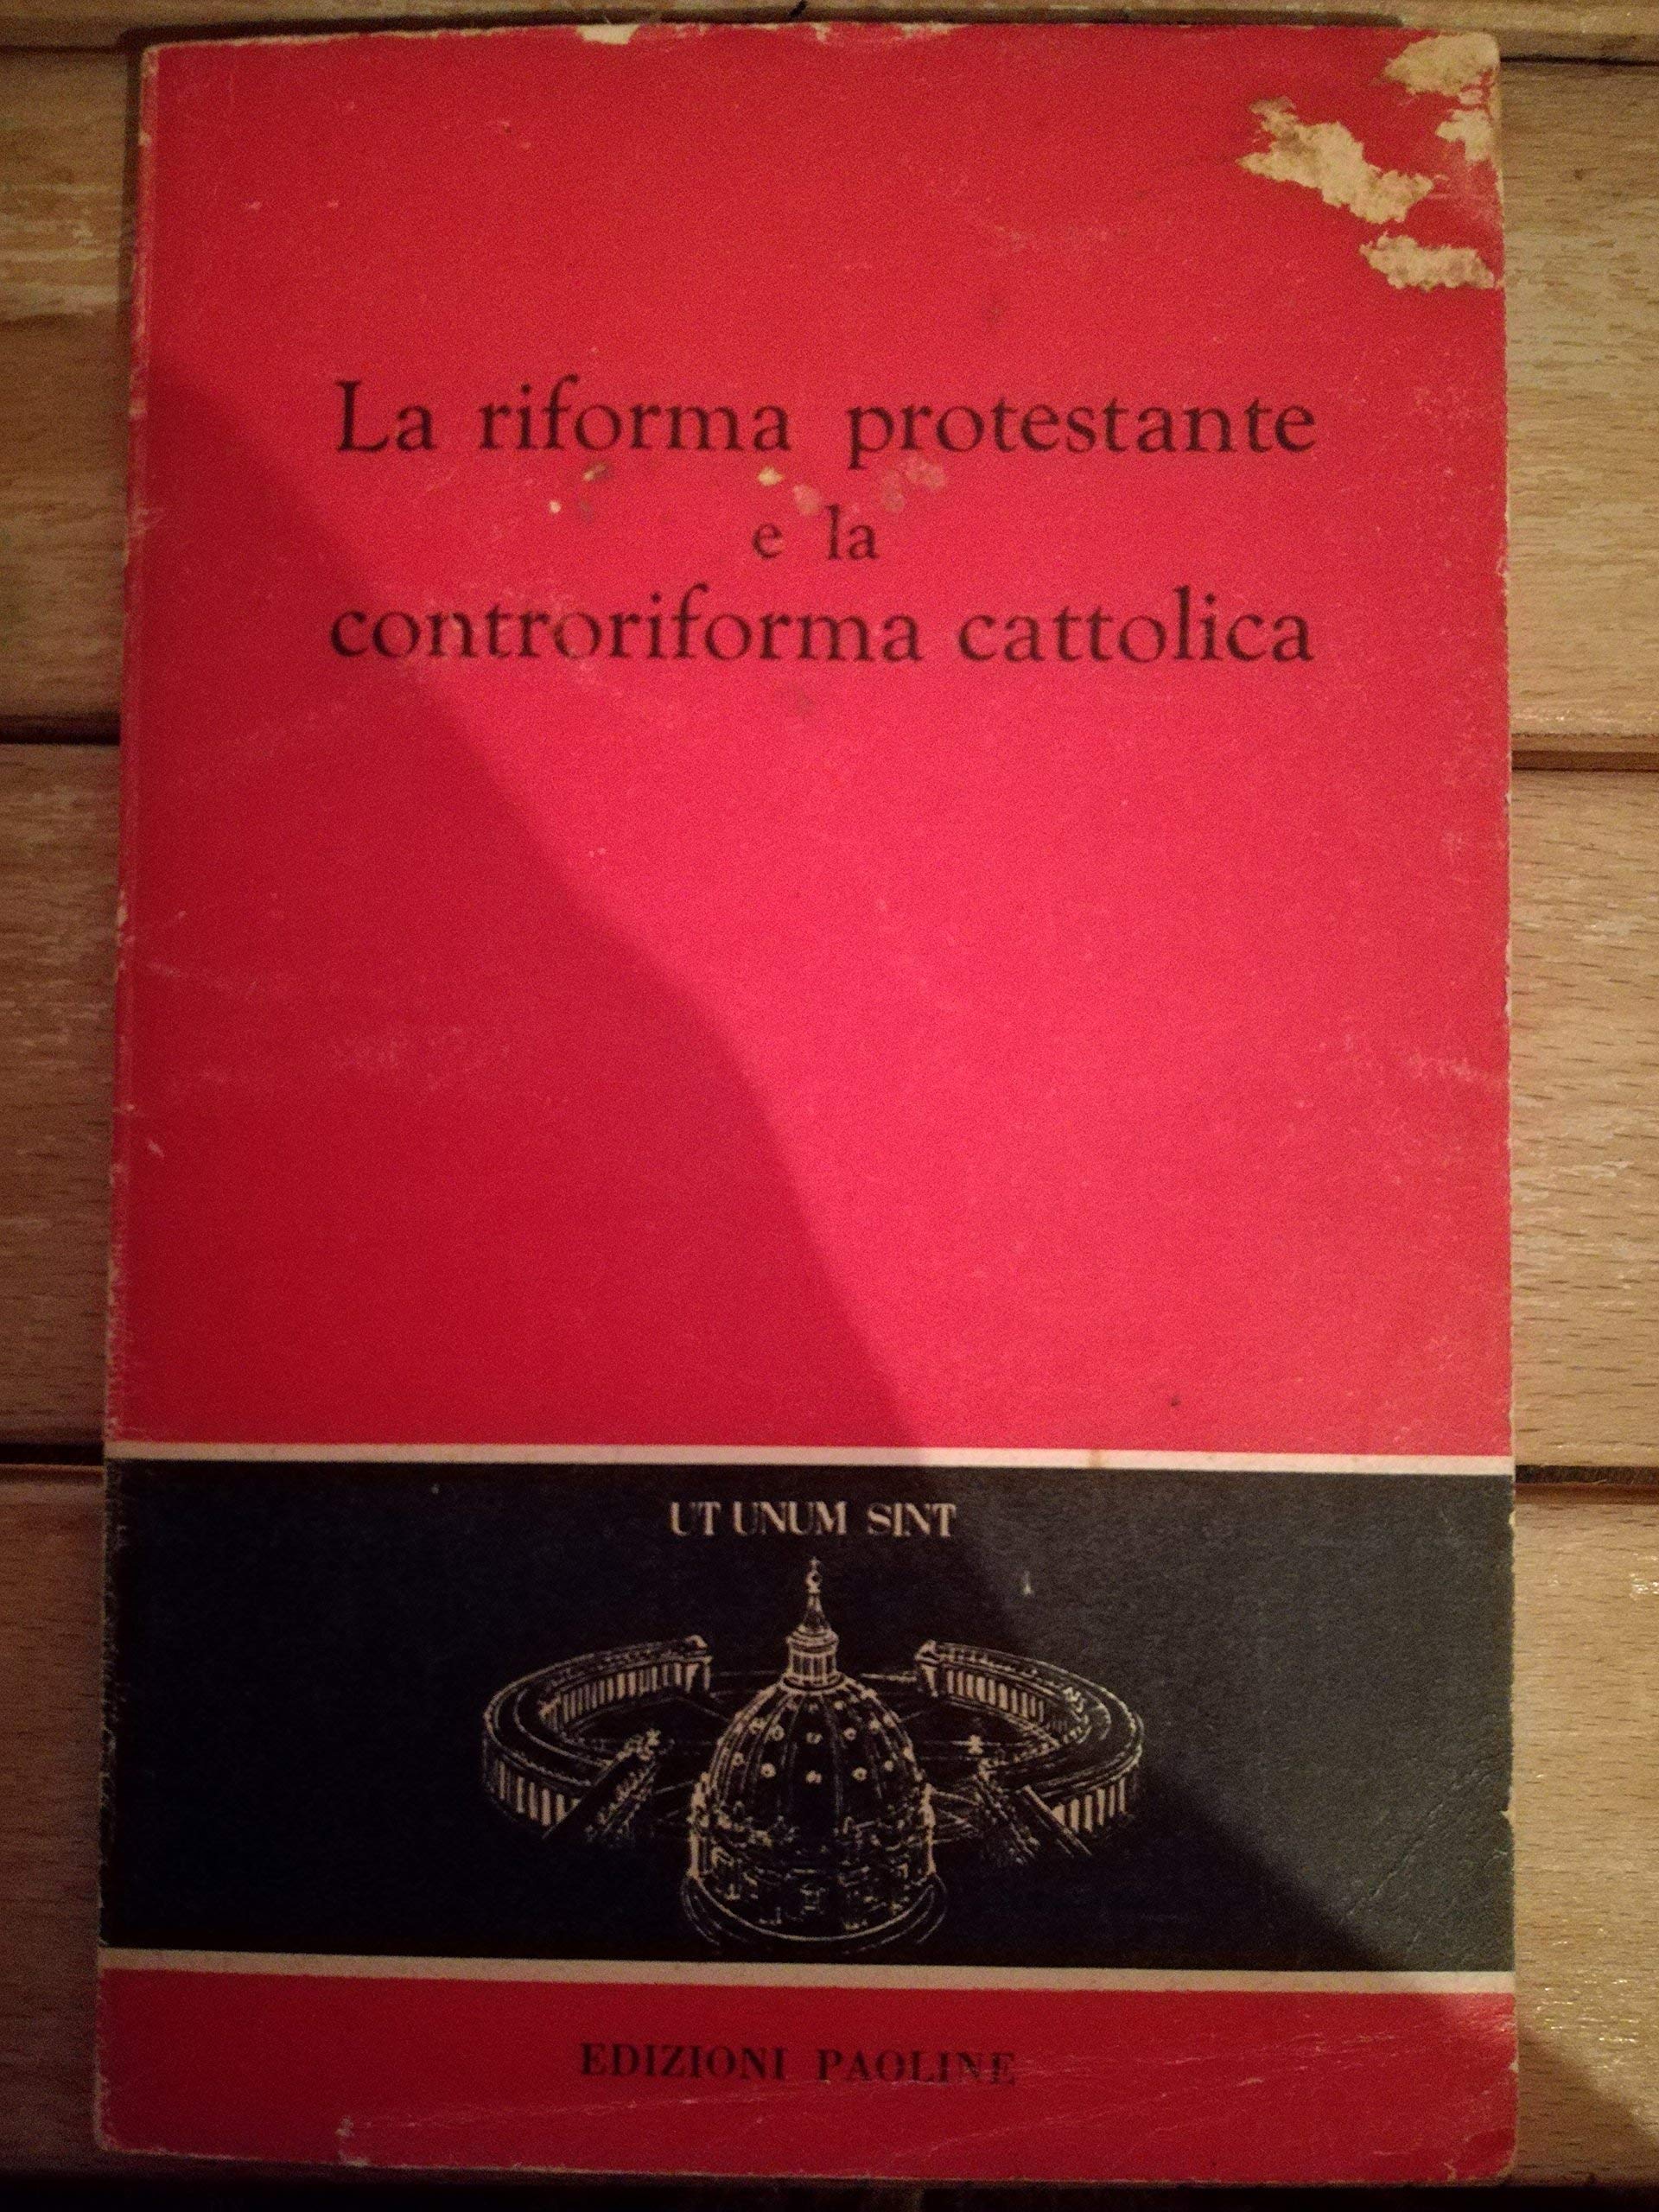 La riforma protestante
e la
controriforma cattolica
UT UNUM SINT
EDIZIONI PAOLINE